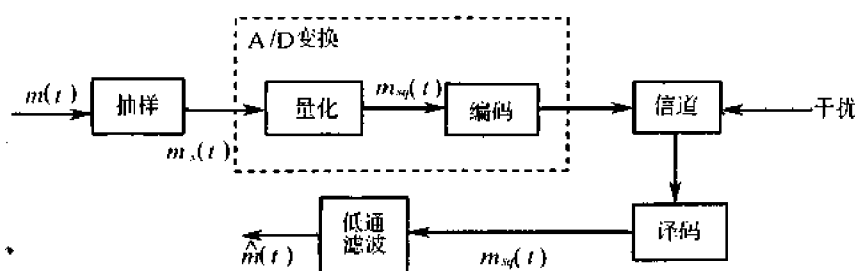 A/D变换
m(t)
抽样
m_s(t)
量化
m_sq(t)
编码
信道
干扰
译码
m_sq(t)
低通
滤波
m̂(t)